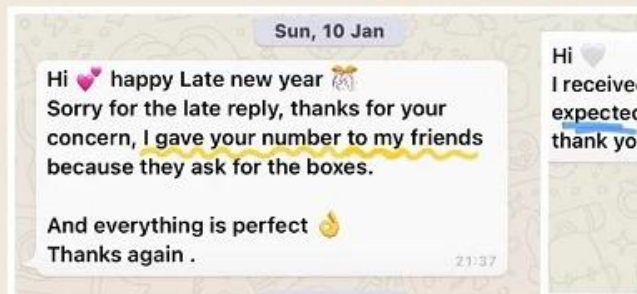 Sun, 10 Jan
Hi 💕 happy Late new year 🎊
Sorry for the late reply, thanks for your
concern, I gave your number to my friends
because they ask for the boxes.
And everything is perfect 👌
Thanks again .
21:37
Hi 🤍
I receive
expected
thank yo